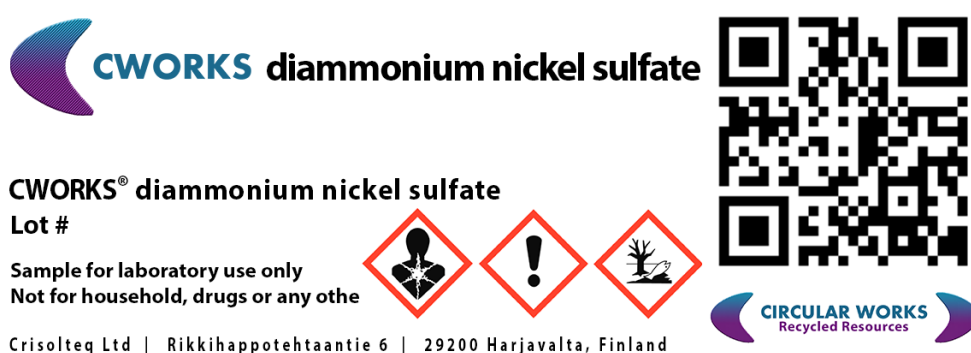 CWORKS diammonium nickel sulfate
CWORKS® diammonium nickel sulfate
Lot #
Sample for laboratory use only
Not for household, drugs or any othe
CIRCULAR WORKS
Recycled Resources
Crisolteq Ltd | Rikkihappotehtaantie 6 | 29200 Harjavalta, Finland